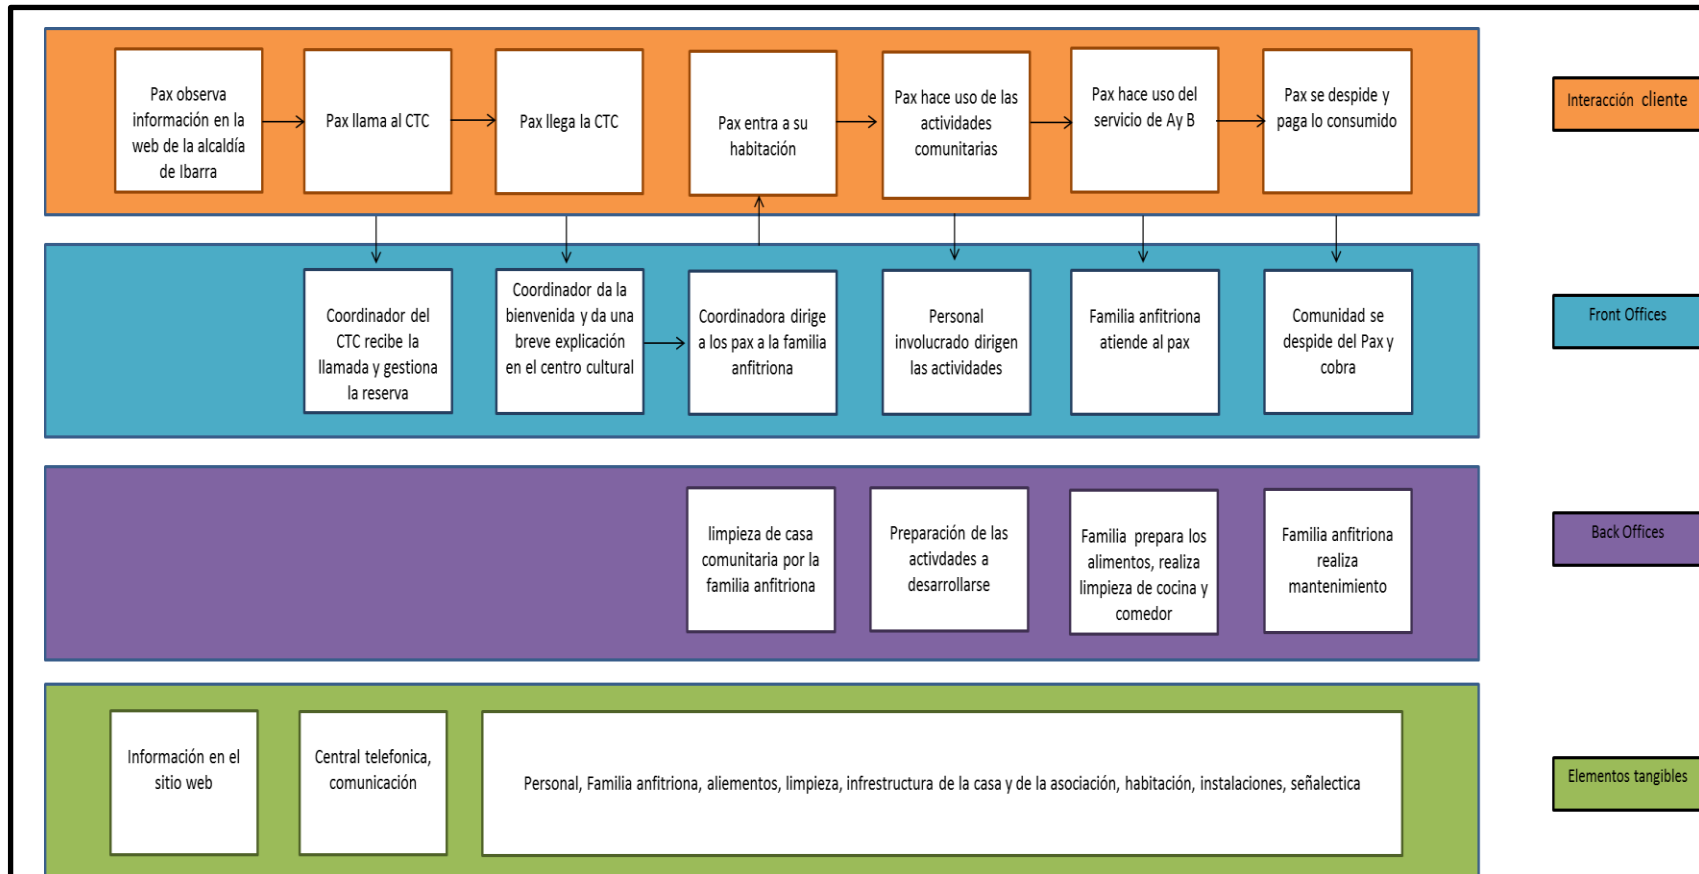 Pax observa
información en la
web de la alcaldía
de Ibarra
Pax llama al CTC
Pax llega la CTC
Pax entra a su
habitación
Pax hace uso de las
actividades
comunitarias
Pax hace uso del
servicio de Ay B
Pax se despide y
paga lo consumido
Interacción cliente
Coordinador del
CTC recibe la
llamada y gestiona
la reserva
Coordinador da la
bienvenida y da una
breve explicación
en el centro cultural
Coordinadora dirige
a los pax a la familia
anfitriona
Personal
involucrado dirigen
las actividades
Familia anfitriona
atiende al pax
Comunidad se
despide del Pax y
cobra
Front Offices
limpieza de casa
comunitaria por la
familia anfitriona
Preparación de las
activdades a
desarrollarse
Familia prepara los
alimentos, realiza
limpieza de cocina y
comedor
Familia anfitriona
realiza
mantenimiento
Back Offices
Información en el
sitio web
Central telefonica,
comunicación
Personal, Familia anfitriona, aliementos, limpieza, infrestructura de la casa y de la asociación, habitación, instalaciones, señalectica
Elementos tangibles